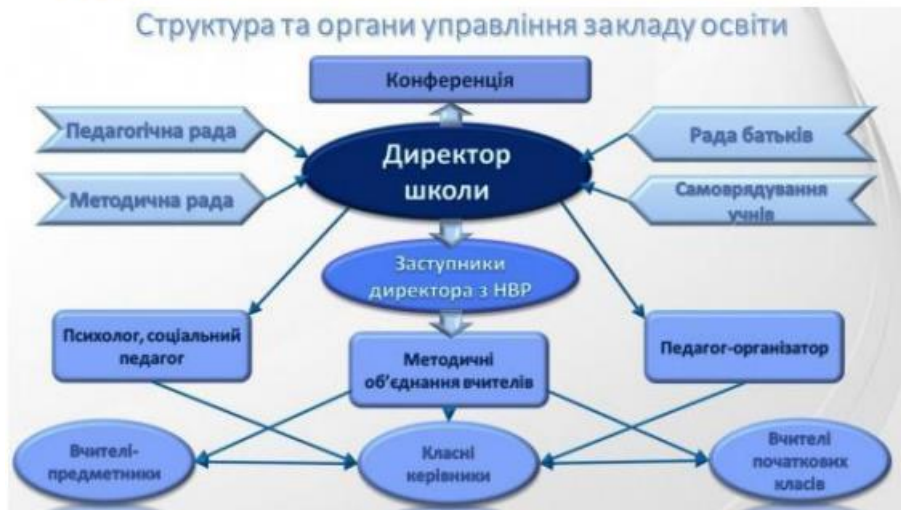 Структура та органи управління закладу освіти
Конференція
Педагогічна рада
Директор
школи
Рада батьків
Методична рада
Самоврядування
учнів
Заступники
директора з НВР
Психолог, соціальний
педагог
Методичні
об'єднання вчителів
Педагог-організатор
Вчителі-
предметники
Класні
керівники
Вчителі
початкових
класів